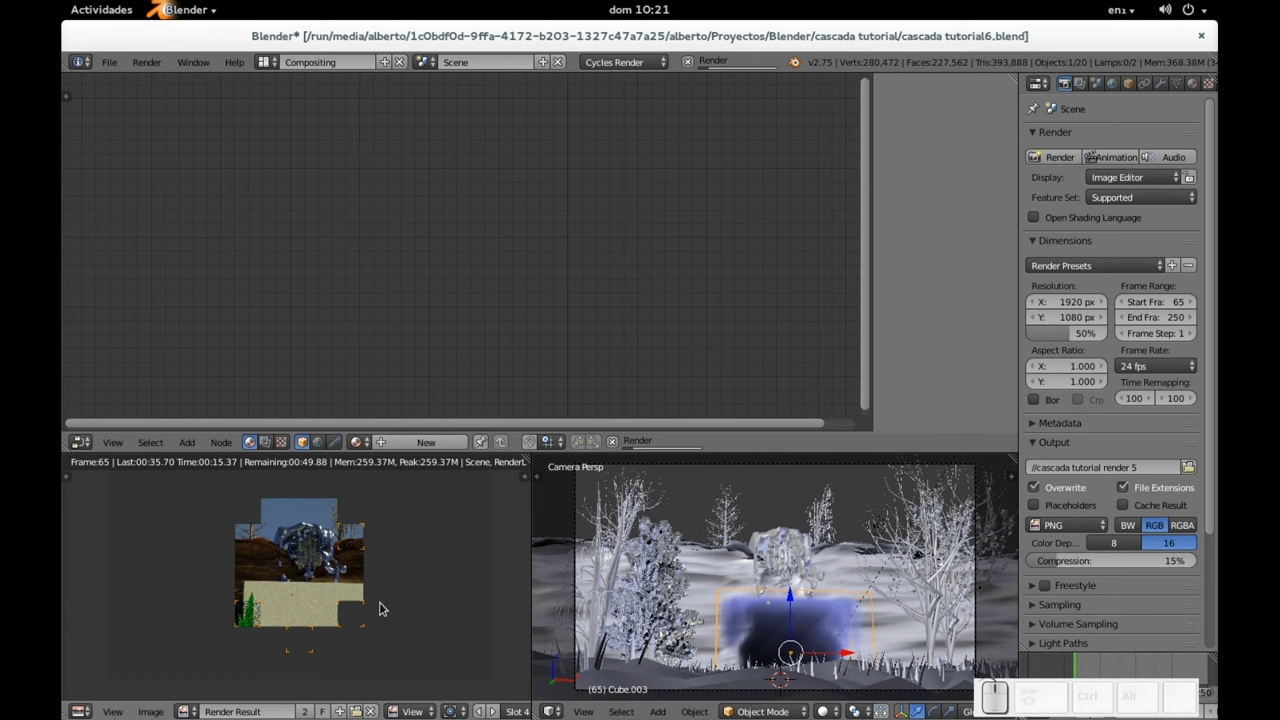 Actividades Blender dom 10:21 en1
Blender* [/run/media/alberto/1c0bdf0d-9ffa-4172-b203-1327c47a7a25/alberto/Proyectos/Blender/cascada tutorial/cascada tutorial6.blend]
File Render Window Help Compositing Scene Cycles Render Render v2.75 | Verts:280,472 | Faces:227,562 | Tris:393,888 | Objects:1/20 | Lamps:0/2 | Mem:368.38M
Scene
Render
Render Animation Audio
Display: Image Editor
Feature Set: Supported
Open Shading Language
Dimensions
Render Presets
Resolution: Frame Range:
X: 1920 px Start Fra: 65
Y: 1080 px End Fra: 250
50% Frame Step: 1
Aspect Ratio: Frame Rate:
X: 1.000 24 fps
Y: 1.000 Time Remapping:
Bor Cro 100 100
Metadata
Output
//cascada tutorial render 5
Overwrite File Extensions
Placeholders Cache Result
PNG BW RGB RGBA
Color Dep... 8 16
Compression: 15%
Freestyle
Sampling
Volume Sampling
Light Paths
View Select Add Node New Render
Frame:65 | Last:00:35.70 Time:00:15.37 | Remaining:00:49.88 | Mem:259.37M, Peak:259.37M | Scene, RenderL
Camera Persp
(65) Cube.003
View Image Render Result 2 F View Slot 4
View Select Add Object Object Mode
Ctrl Alt